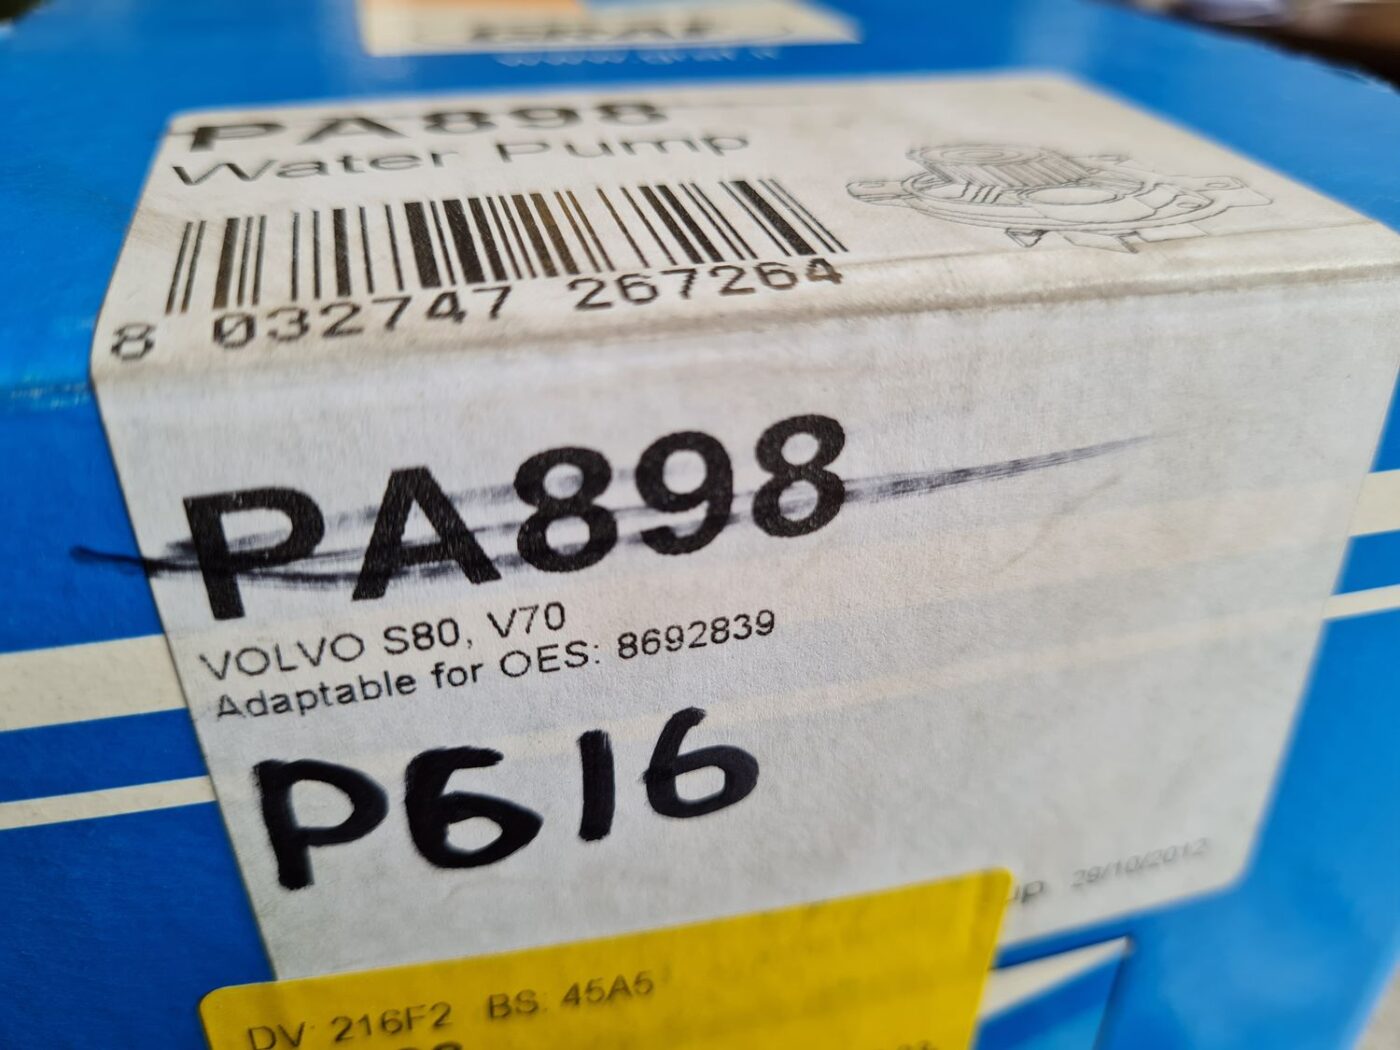 PA898
Water Pump
8 032747 267264
PA898
VOLVO S80, V70
Adaptable for OES: 8692839
P616
29/10/2012
DV: 216F2 BS: 45A5